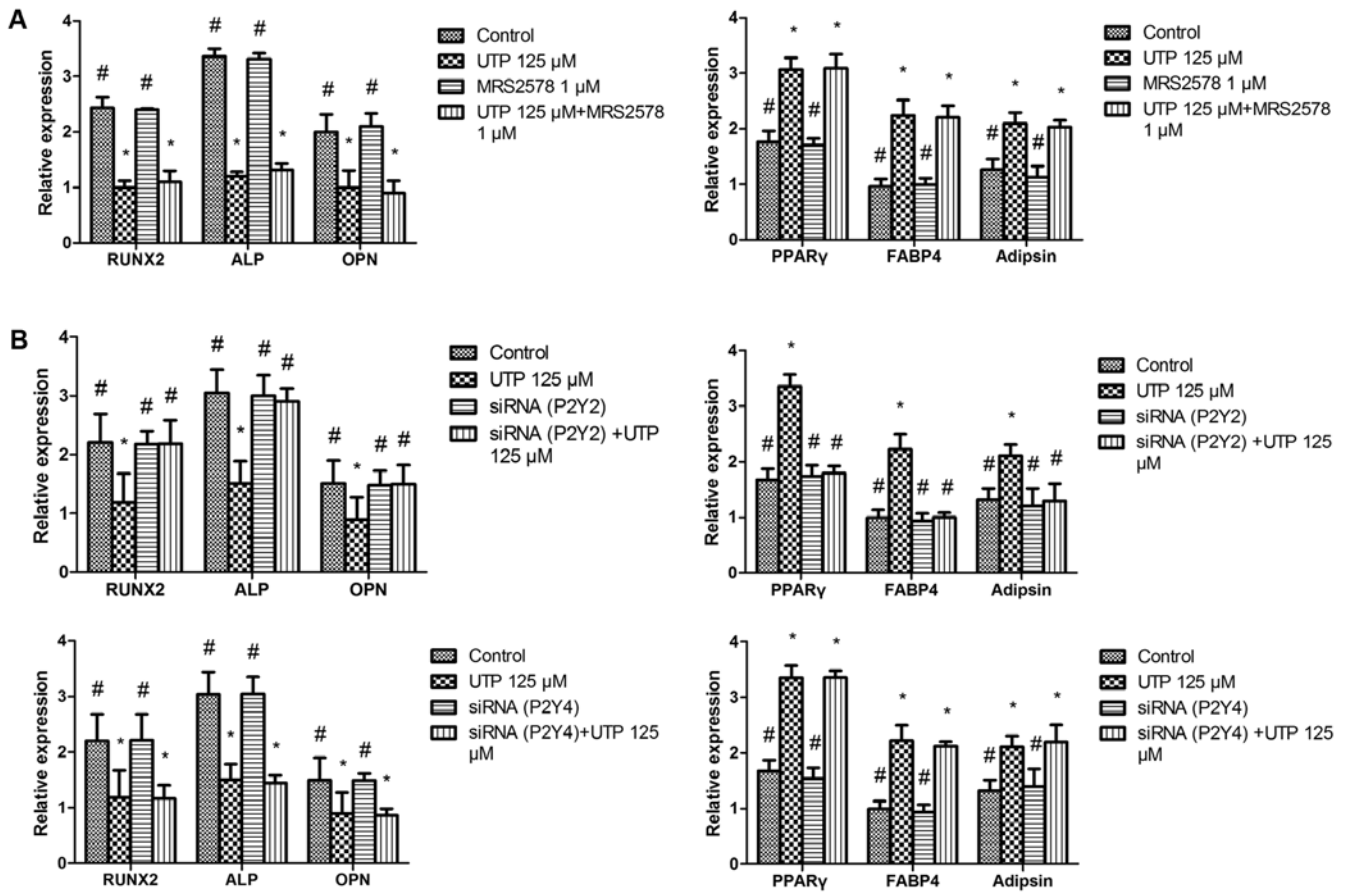 A
Relative expression
4
3
2
1
0
# * # *
# * # *
# * # *
RUNX2 ALP OPN
Control
UTP 125 µM
MRS2578 1 µM
UTP 125 µM+MRS2578
1 µM
Relative expression
4
3
2
1
0
# * # *
# * # *
# * # *
PPARγ FABP4 Adipsin
Control
UTP 125 µM
MRS2578 1 µM
UTP 125 µM+MRS2578
1 µM
B
Relative expression
4
3
2
1
0
# * # #
# * # #
# * # #
RUNX2 ALP OPN
Control
UTP 125 µM
siRNA (P2Y2)
siRNA (P2Y2) +UTP
125 µM
Relative expression
4
3
2
1
0
# * # #
# * # #
# * # #
PPARγ FABP4 Adipsin
Control
UTP 125 µM
siRNA (P2Y2)
siRNA (P2Y2) +UTP 125
µM
Relative expression
4
3
2
1
0
# * # *
# * # *
# * # *
RUNX2 ALP OPN
Control
UTP 125 µM
siRNA (P2Y4)
siRNA (P2Y4)+UTP 125
µM
Relative expression
4
3
2
1
0
# * # *
# * # *
# * # *
PPARγ FABP4 Adipsin
Control
UTP 125 µM
siRNA (P2Y4)
siRNA (P2Y4) +UTP 125
µM